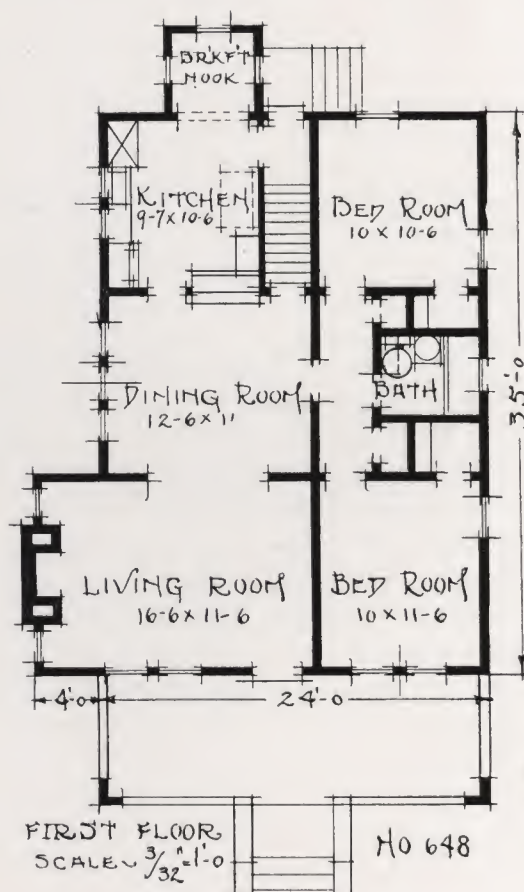 BR'KF'T
NOOK
KITCHEN
9-7 X 10-6
BED ROOM
10 X 10-6
BATH
DINING ROOM
12-6 X 11'
35'-0
LIVING ROOM
16-6 X 11-6
BED ROOM
10 X 11-6
4'-0
24'-0
FIRST FLOOR
SCALE 3/32"=1'-0
NO 648